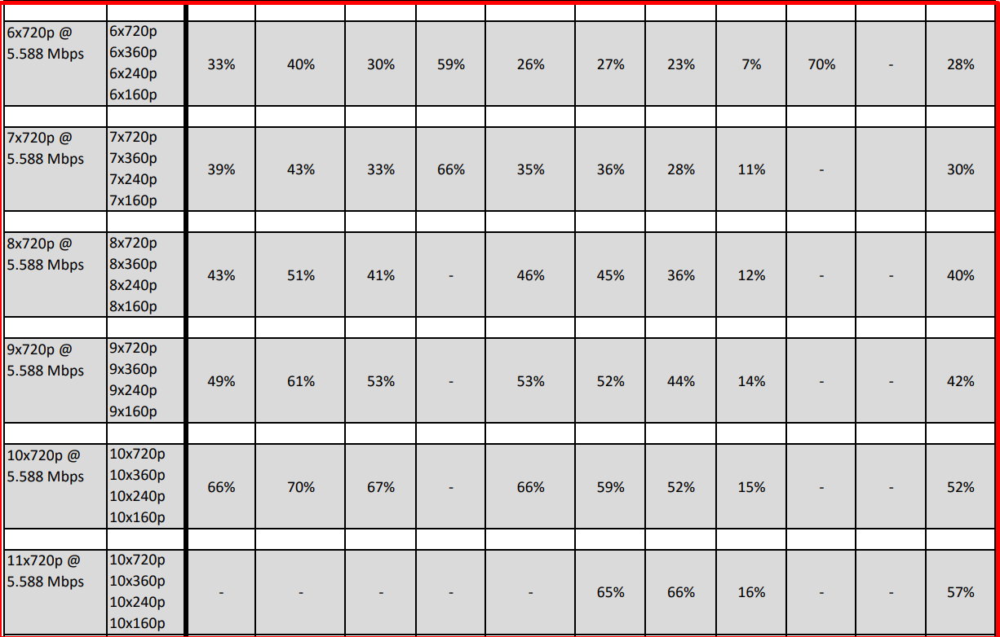 6x720p @
5.588 Mbps
6x720p
6x360p
6x240p
6x160p
33% 40% 30% 59% 26% 27% 23% 7% 70% - 28%
7x720p @
5.588 Mbps
7x720p
7x360p
7x240p
7x160p
39% 43% 33% 66% 35% 36% 28% 11% - 30%
8x720p @
5.588 Mbps
8x720p
8x360p
8x240p
8x160p
43% 51% 41% - 46% 45% 36% 12% - - 40%
9x720p @
5.588 Mbps
9x720p
9x360p
9x240p
9x160p
49% 61% 53% - 53% 52% 44% 14% - - 42%
10x720p @
5.588 Mbps
10x720p
10x360p
10x240p
10x160p
66% 70% 67% - 66% 59% 52% 15% - - 52%
11x720p @
5.588 Mbps
10x720p
10x360p
10x240p
10x160p
- - - - - 65% 66% 16% - - 57%